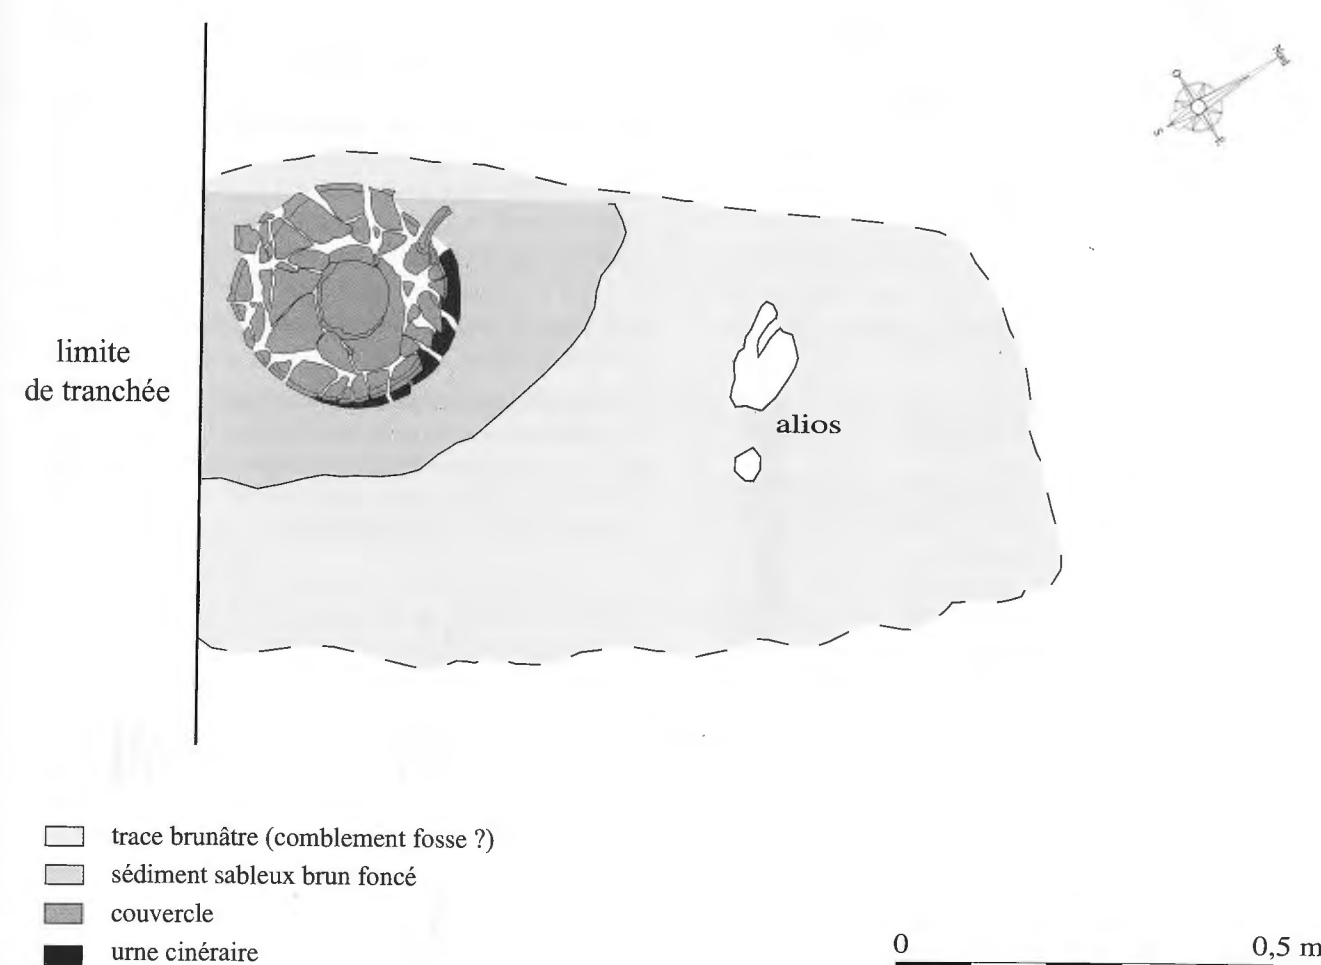 limite
de tranchée
alios
trace brunâtre (comblement fosse ?)
sédiment sableux brun foncé
couvercle
urne cinéraire
0 0,5 m